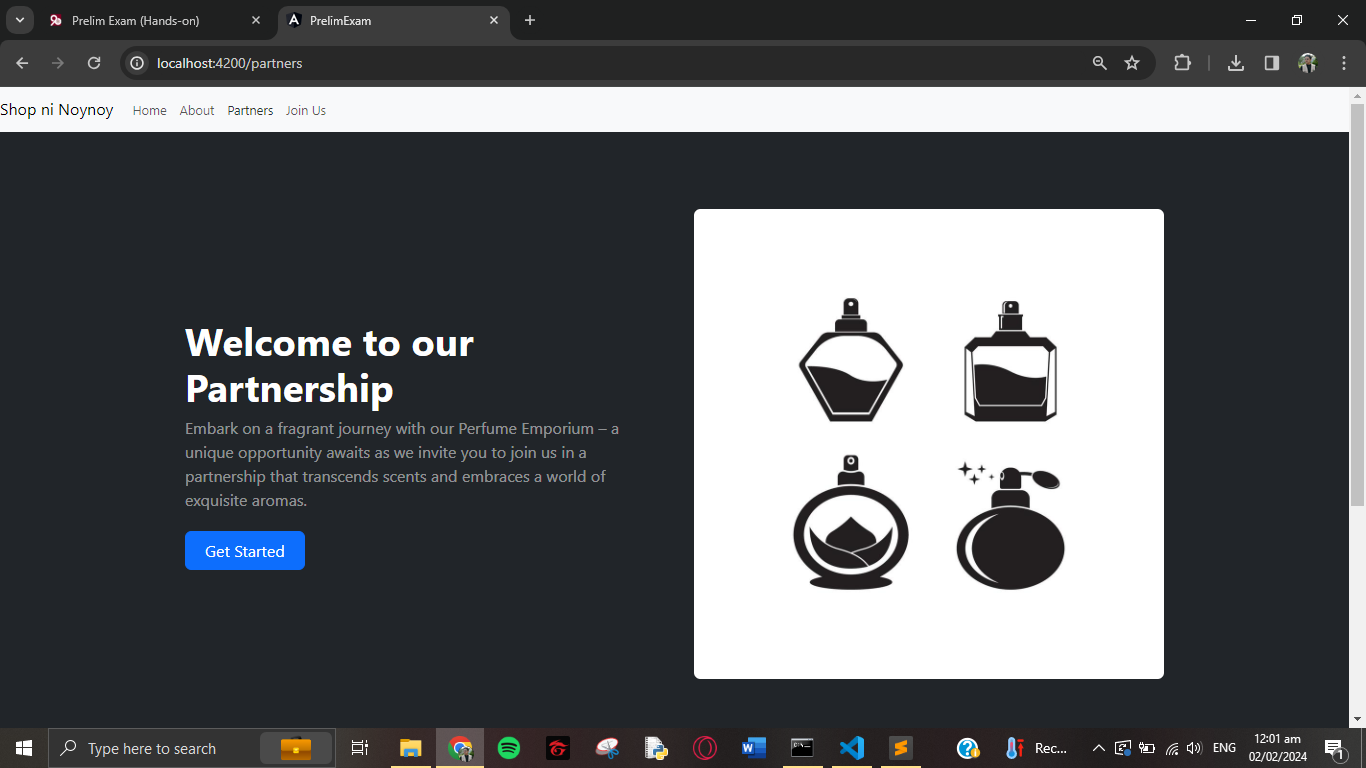 Prelim Exam (Hands-on)
PrelimExam
localhost:4200/partners
Shop ni Noynoy
Home
About
Partners
Join Us
Welcome to our
Partnership
Embark on a fragrant journey with our Perfume Emporium – a
unique opportunity awaits as we invite you to join us in a
partnership that transcends scents and embraces a world of
exquisite aromas.
Get Started
Type here to search
Rec...
ENG
12:01 am
02/02/2024
1